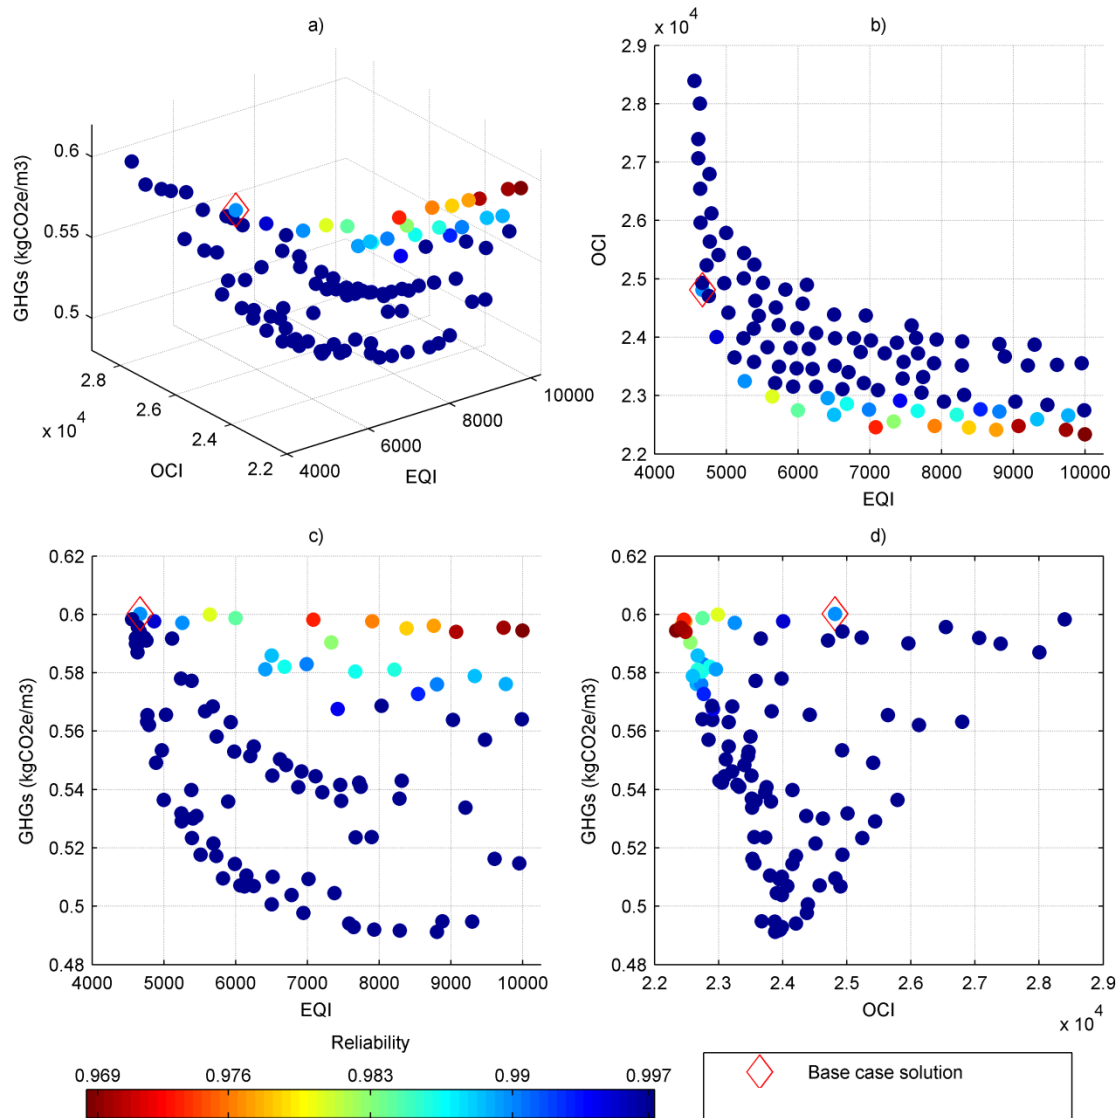 a)
0.6
0.55
0.5
GHGs (kgCO2e/m3)
2.8
2.6
2.4
2.2
x 10^4
OCI
4000
6000
8000
10000
EQI
b)
x 10^4
2.9
2.8
2.7
2.6
2.5
2.4
2.3
2.2
OCI
4000 5000 6000 7000 8000 9000 10000
EQI
c)
0.62
0.6
0.58
0.56
0.54
0.52
0.5
0.48
GHGs (kgCO2e/m3)
4000 5000 6000 7000 8000 9000 10000
EQI
d)
0.62
0.6
0.58
0.56
0.54
0.52
0.5
0.48
GHGs (kgCO2e/m3)
2.2 2.3 2.4 2.5 2.6 2.7 2.8 2.9
OCI
x 10^4
Reliability
0.969 0.976 0.983 0.99 0.997
Base case solution